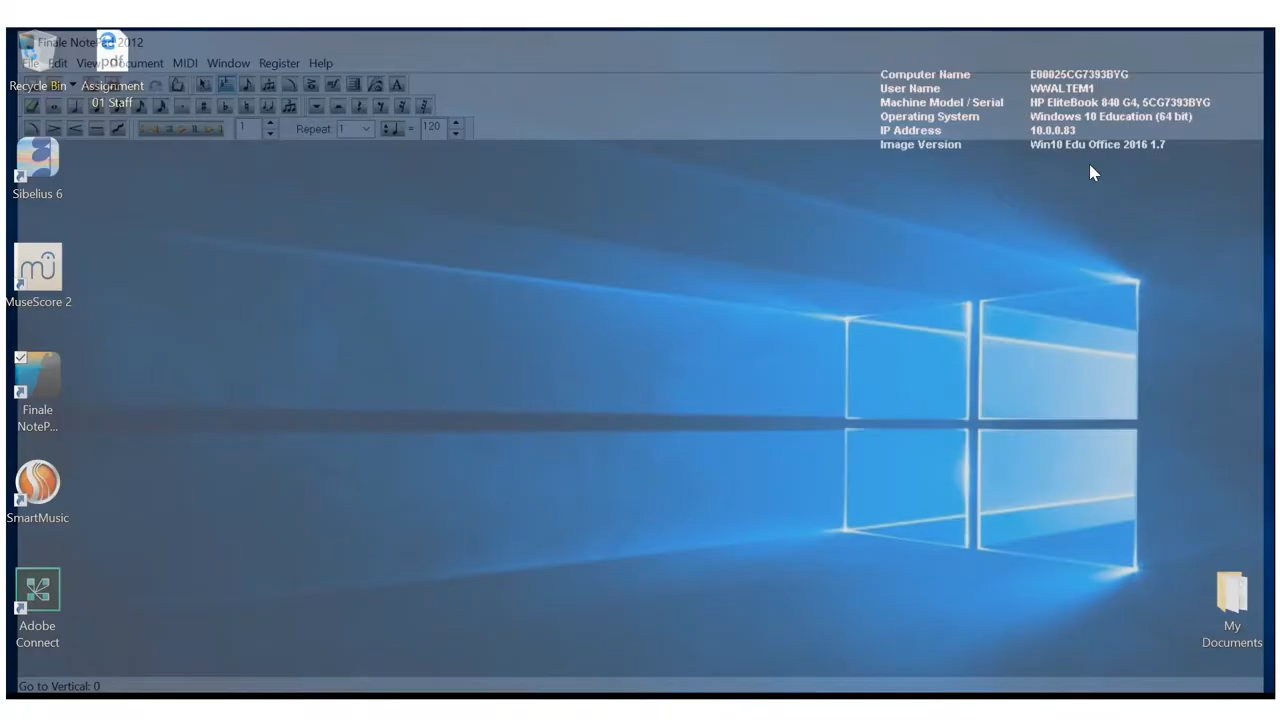 Finale NotePad 2012
File Edit View Document MIDI Window Register Help
1 Repeat 1 = 120
Computer Name E00025CG7393BYG
User Name WWALTEM1
Machine Model / Serial HP EliteBook 840 G4, 5CG7393BYG
Operating System Windows 10 Education (64 bit)
IP Address 10.0.0.83
Image Version Win10 Edu Office 2016 1.7
Recycle Bin
pdf
Assignment
01 Staff
Sibelius 6
MuseScore 2
Finale
NoteP...
SmartMusic
Adobe
Connect
My
Documents
Go to Vertical: 0